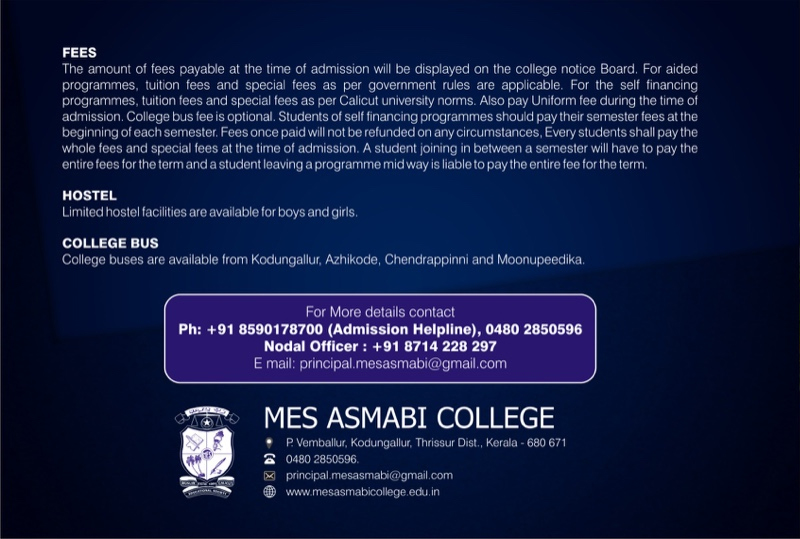 FEES
The amount of fees payable at the time of admission will be displayed on the college notice Board. For aided
programmes, tuition fees and special fees as per government rules are applicable. For the self financing
programmes, tuition fees and special fees as per Calicut university norms. Also pay Uniform fee during the time of
admission. College bus fee is optional. Students of self financing programmes should pay their semester fees at the
beginning of each semester. Fees once paid will not be refunded on any circumstances, Every students shall pay the
whole fees and special fees at the time of admission. A student joining in between a semester will have to pay the
entire fees for the term and a student leaving a programme mid way is liable to pay the entire fee for the term.
HOSTEL
Limited hostel facilities are available for boys and girls.
COLLEGE BUS
College buses are available from Kodungallur, Azhikode, Chendrappinni and Moonupeedika.
For More details contact
Ph: +91 8590178700 (Admission Helpline), 0480 2850596
Nodal Officer : +91 8714 228 297
E mail: principal.mesasmabi@gmail.com
MES ASMABI COLLEGE
P. Vemballur, Kodungallur, Thrissur Dist., Kerala - 680 671
0480 2850596.
principal.mesasmabi@gmail.com
www.mesasmabicollege.edu.in